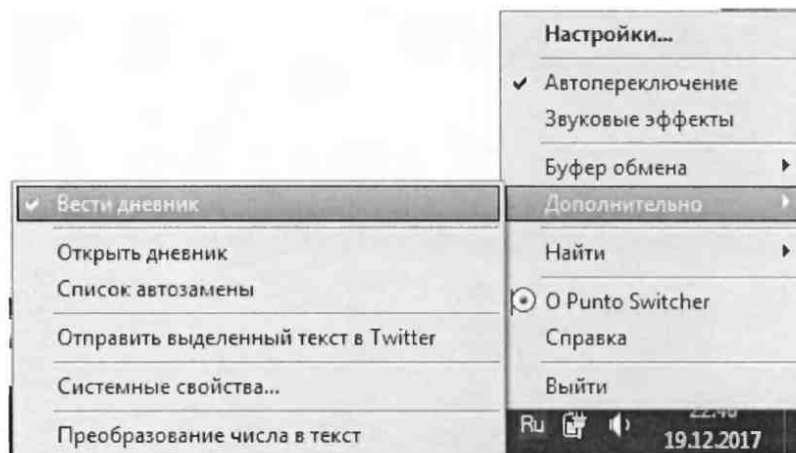 Настройки...
Автопереключение
Звуковые эффекты
Буфер обмена
Дополнительно
Найти
О Punto Switcher
Справка
Выйти
Вести дневник
Открыть дневник
Список автозамены
Отправить выделенный текст в Twitter
Системные свойства...
Преобразование числа в текст
Ru
19.12.2017